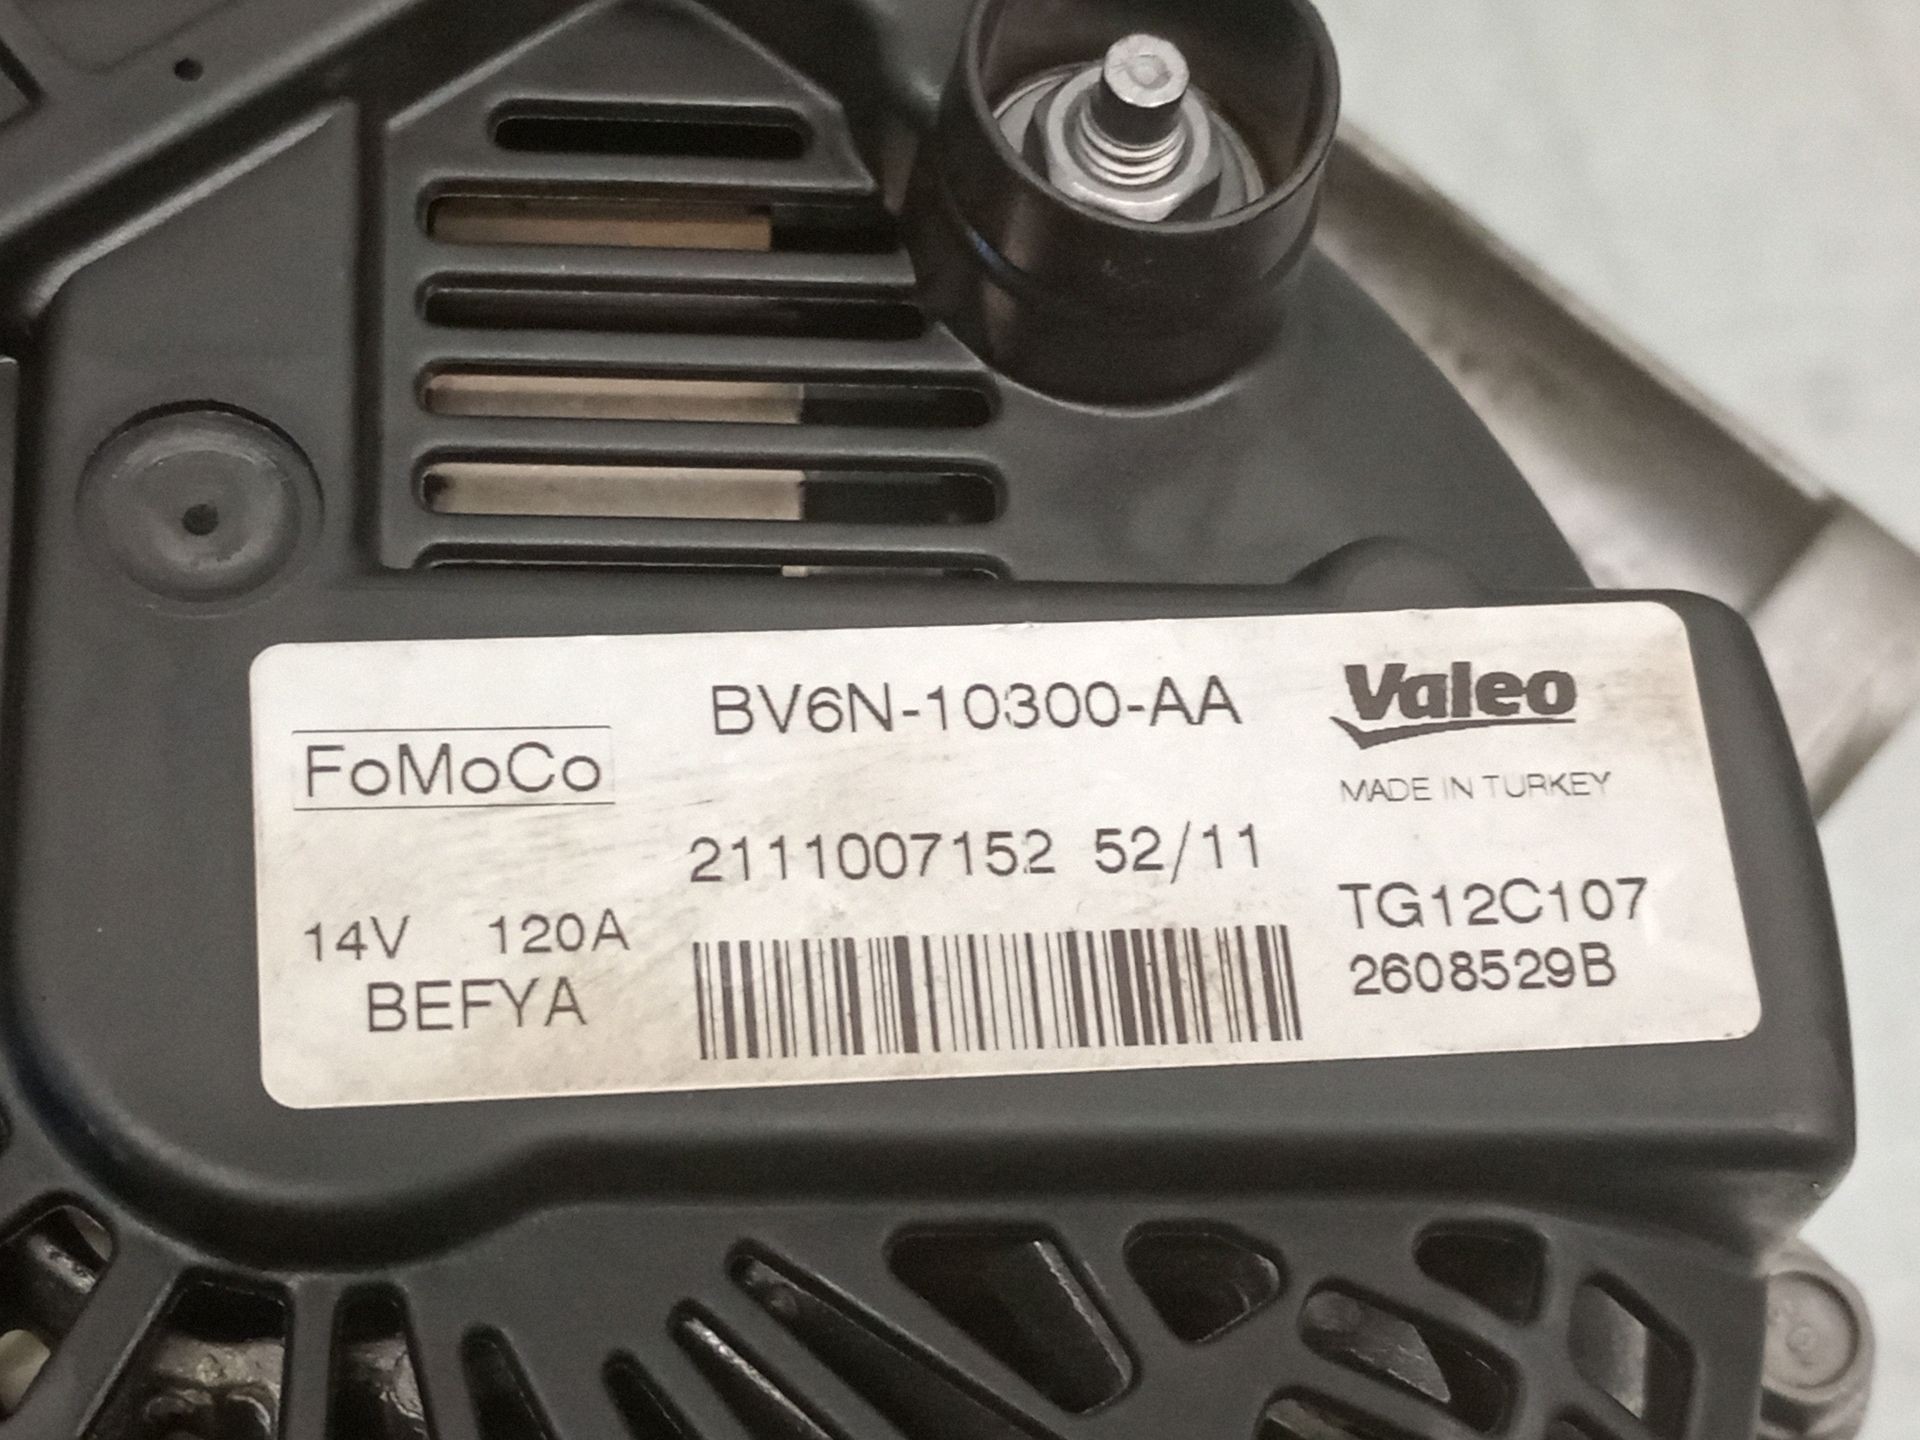 FoMoCo
BV6N-10300-AA
Valeo
MADE IN TURKEY
2111007152 52/11
14V 120A
BEFYA
TG12C107
2608529B